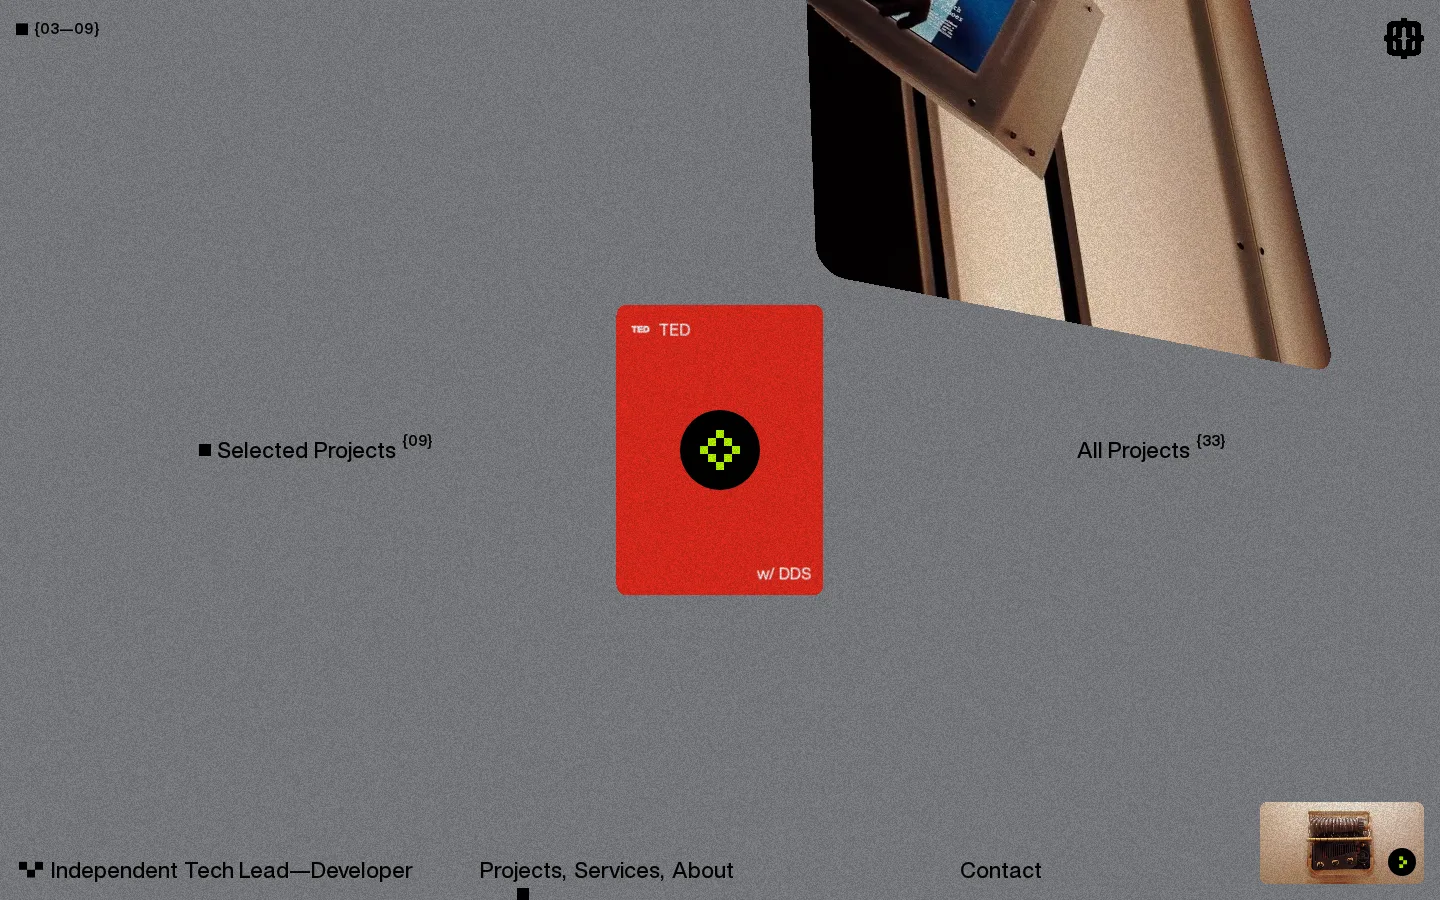 {03—09}
TED TED
Selected Projects {09}
All Projects {33}
w/ DDS
Independent Tech Lead—Developer
Projects, Services, About
Contact